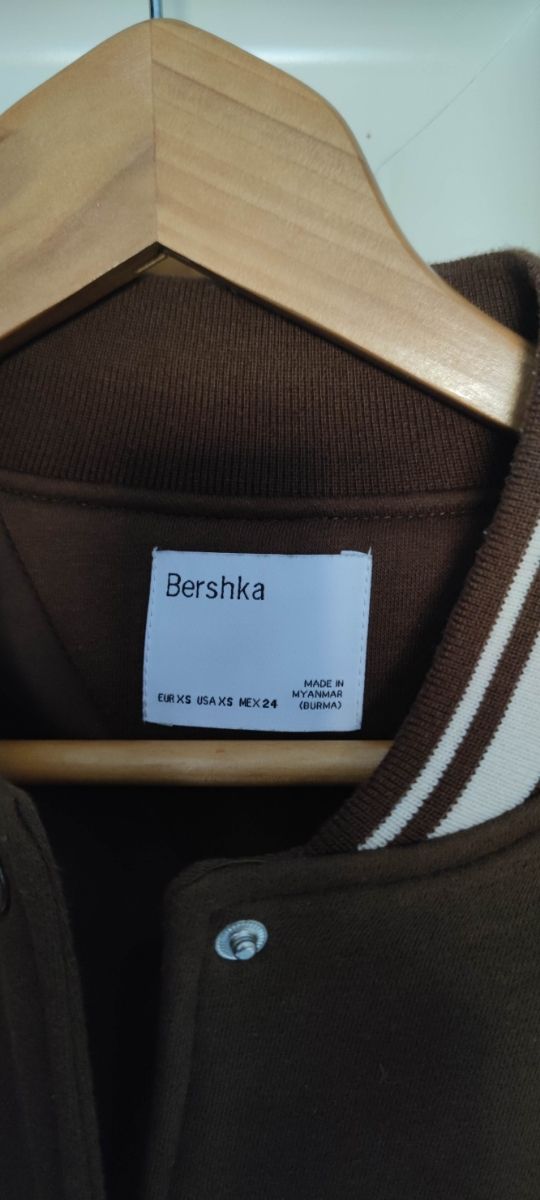 Bershka
MADE IN
MYANMAR
(BURMA)
EUR XS USA XS MEX 24